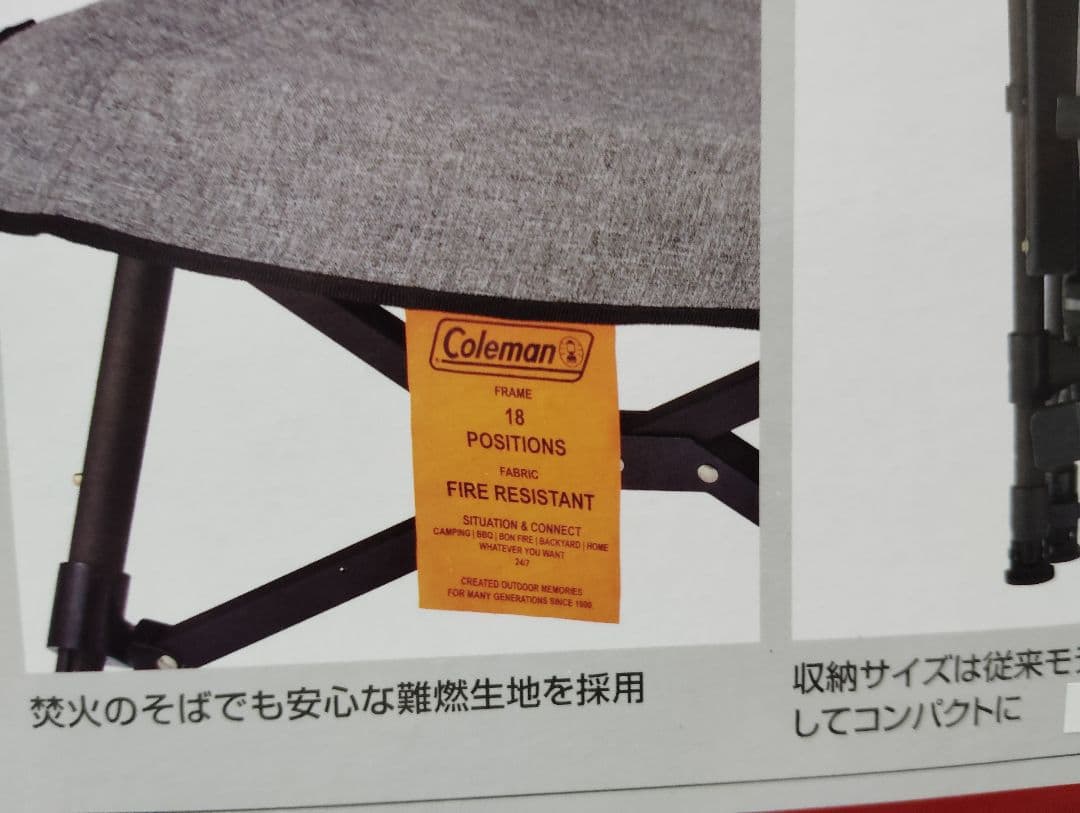 Coleman
FRAME
18
POSITIONS
FABRIC
FIRE RESISTANT
SITUATION & CONNECT
CAMPING | BBQ | BON FIRE | BACKYARD | HOME
WHATEVER YOU WANT
24/7
CREATED OUTDOOR MEMORIES
FOR MANY GENERATIONS SINCE 1900
焚火のそばでも安心な難燃生地を採用
収納サイズは従来モデ
してコンパクトに